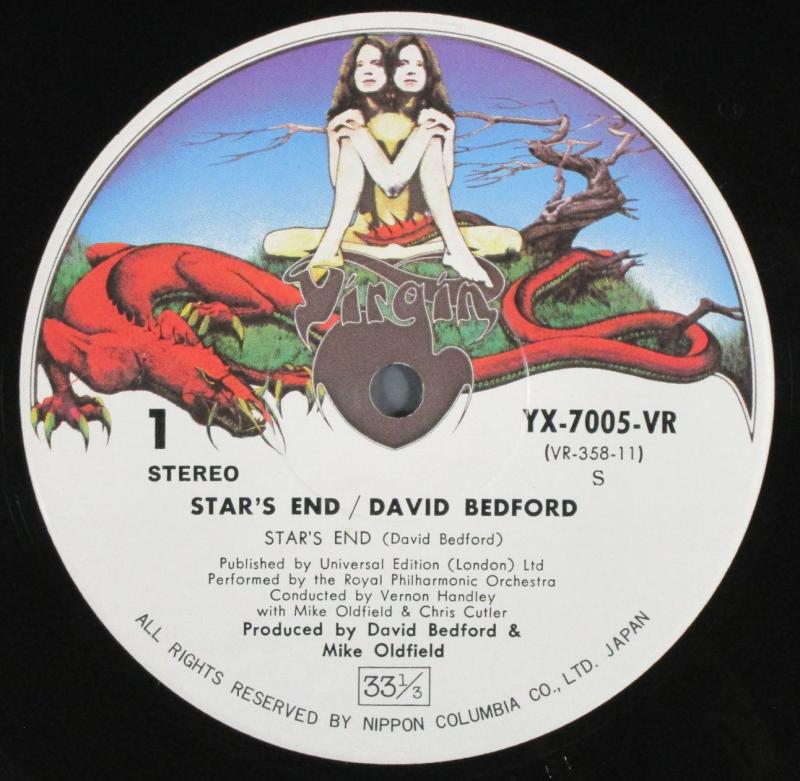 Virgin
1
STEREO
YX-7005-VR
(VR-358-11)
S
STAR'S END / DAVID BEDFORD
STAR'S END (David Bedford)
Published by Universal Edition (London) Ltd
Performed by the Royal Philharmonic Orchestra
Conducted by Vernon Handley
with Mike Oldfield & Chris Cutler
Produced by David Bedford &
Mike Oldfield
33 1/3
ALL RIGHTS RESERVED BY NIPPON COLUMBIA CO., LTD. JAPAN